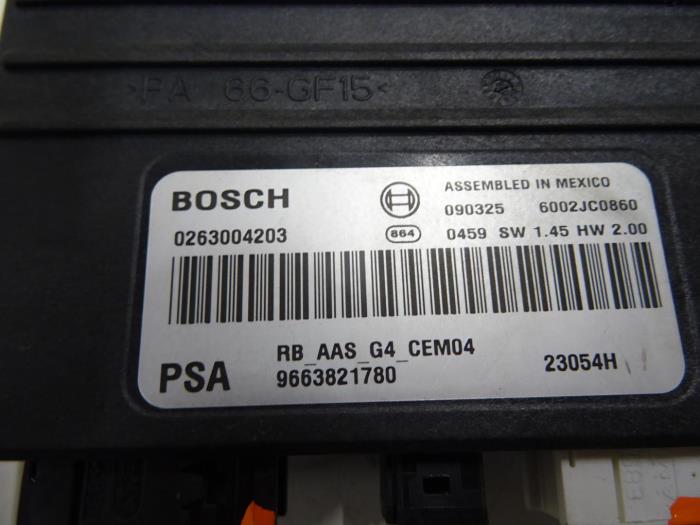 >PA 66-GF15<
BOSCH
ASSEMBLED IN MEXICO
090325 6002JC0860
0263004203
864
0459 SW 1.45 HW 2.00
RB_AAS_G4_CEM04
PSA
9663821780
23054H